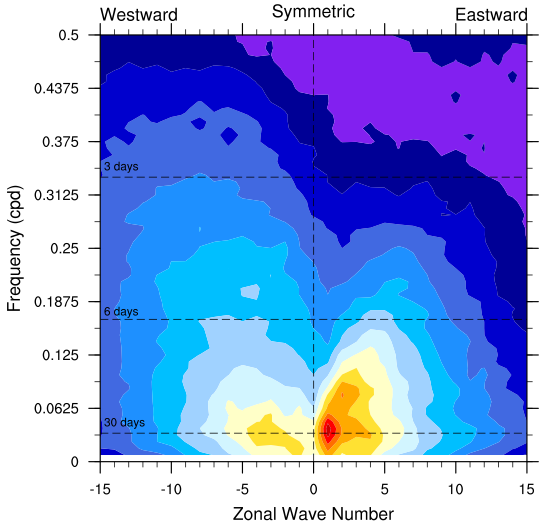 Westward Symmetric Eastward
0.5
0.4375
0.375
3 days
0.3125
0.25
0.1875
6 days
0.125
0.0625
30 days
0
Frequency (cpd)
-15 -10 -5 0 5 10 15
Zonal Wave Number